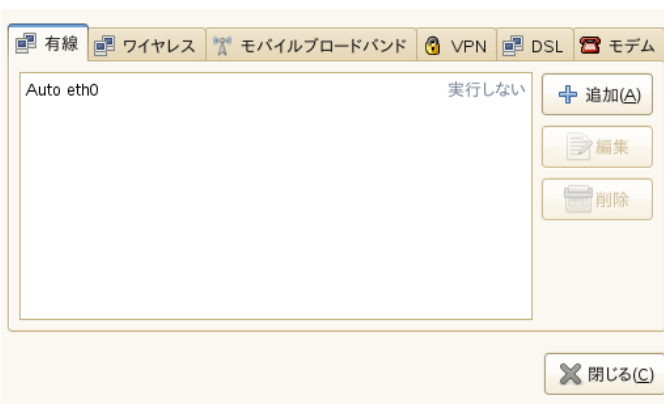 有線 ワイヤレス モバイルブロードバンド VPN DSL モデム
Auto eth0 実行しない
追加(A)
編集
削除
閉じる(C)